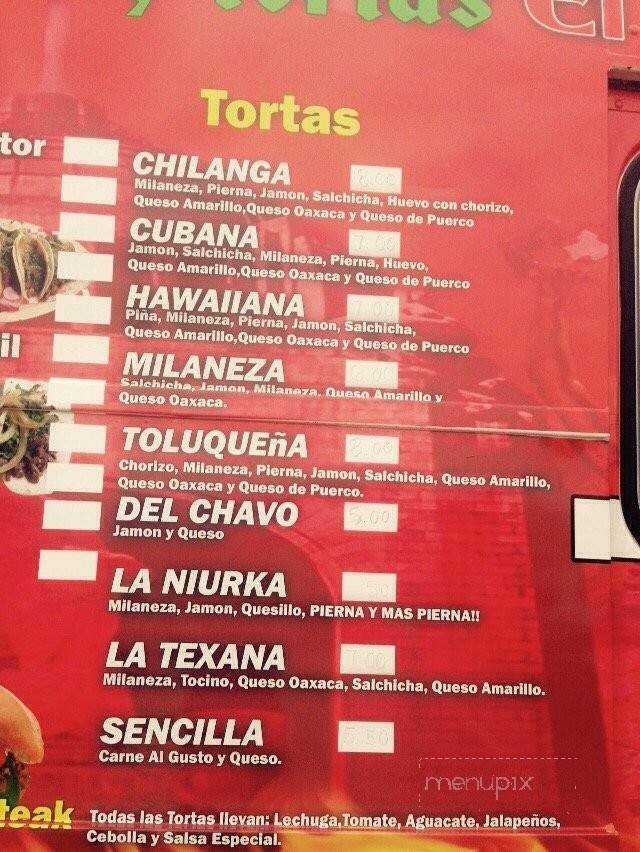 y tortas El
Tortas
tor
CHILANGA 8.00
Milaneza, Pierna, Jamon, Salchicha, Huevo con chorizo,
Queso Amarillo,Queso Oaxaca y Queso de Puerco
CUBANA 7.50
Jamon, Salchicha, Milaneza, Pierna, Huevo,
Queso Amarillo,Queso Oaxaca y Queso de Puerco
HAWAIIANA 7.00
Piña, Milaneza, Pierna, Jamon, Salchicha,
Queso Amarillo,Queso Oaxaca y Queso de Puerco
il
MILANEZA
Salchicha, Jamon, Milaneza, Queso Amarillo y
Queso Oaxaca.
TOLUQUEñA 8.00
Chorizo, Milaneza, Pierna, Jamon, Salchicha, Queso Amarillo,
Queso Oaxaca y Queso de Puerco.
DEL CHAVO 5.00
Jamon y Queso
LA NIURKA
Milaneza, Jamon, Quesillo, PIERNA Y MAS PIERNA!!
LA TEXANA 7.00
Milaneza, Tocino, Queso Oaxaca, Salchicha, Queso Amarillo.
SENCILLA
Carne Al Gusto y Queso.
menupix
teak
Todas las Tortas llevan: Lechuga,Tomate, Aguacate, Jalapeños,
Cebolla y Salsa Especial.